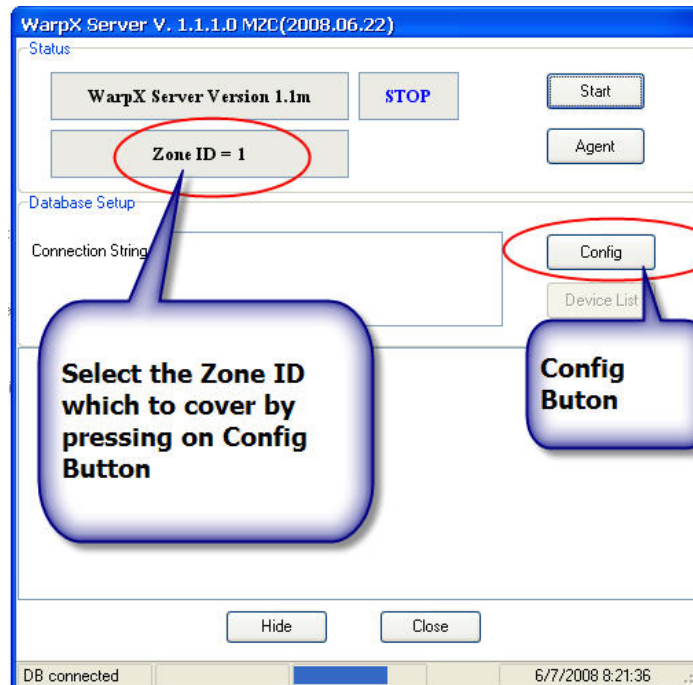 WarpX Server V. 1.1.1.0 MZC(2008.06.22)
Status
WarpX Server Version 1.1m
STOP
Start
Zone ID = 1
Agent
Database Setup
Connection String
Config
Device List
Select the Zone ID
which to cover by
pressing on Config
Button
Config
Buton
Hide
Close
DB connected
6/7/2008 8:21:36